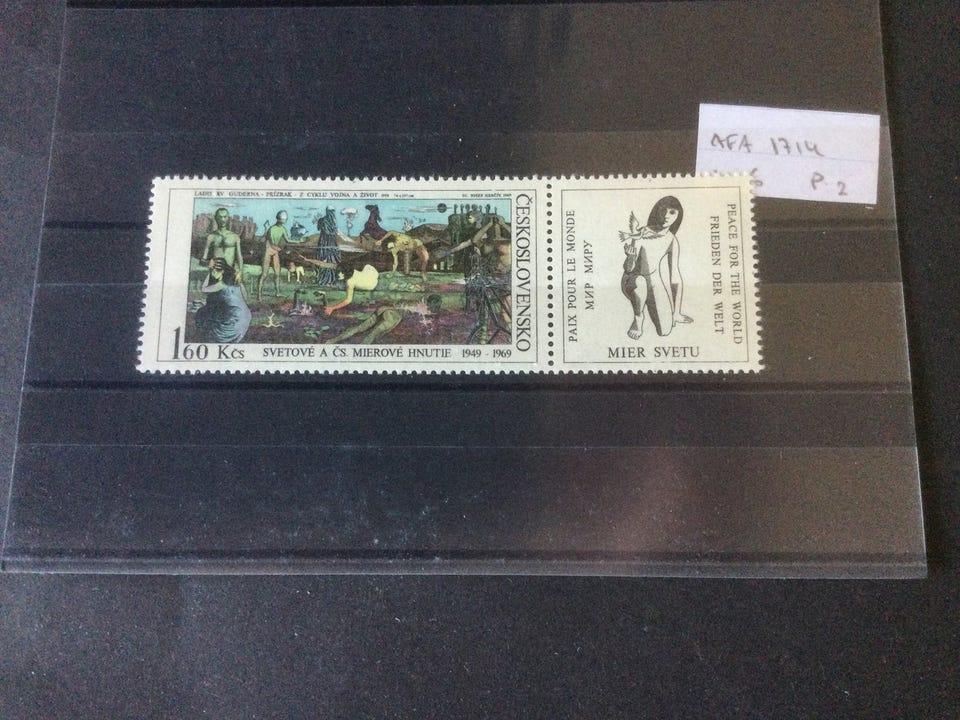 AFA 1714
P. 2
LADISLAV GUDERNA - PRÍZRAK - Z CYKLU VOJNA A ŽIVOT
ČESKOSLOVENSKO
1,60 Kčs
SVETOVÉ A ČS. MIEROVÉ HNUTIE 1949 - 1969
PAIX POUR LE MONDE
МИР МИРУ
PEACE FOR THE WORLD
FRIEDEN DER WELT
MIER SVETU